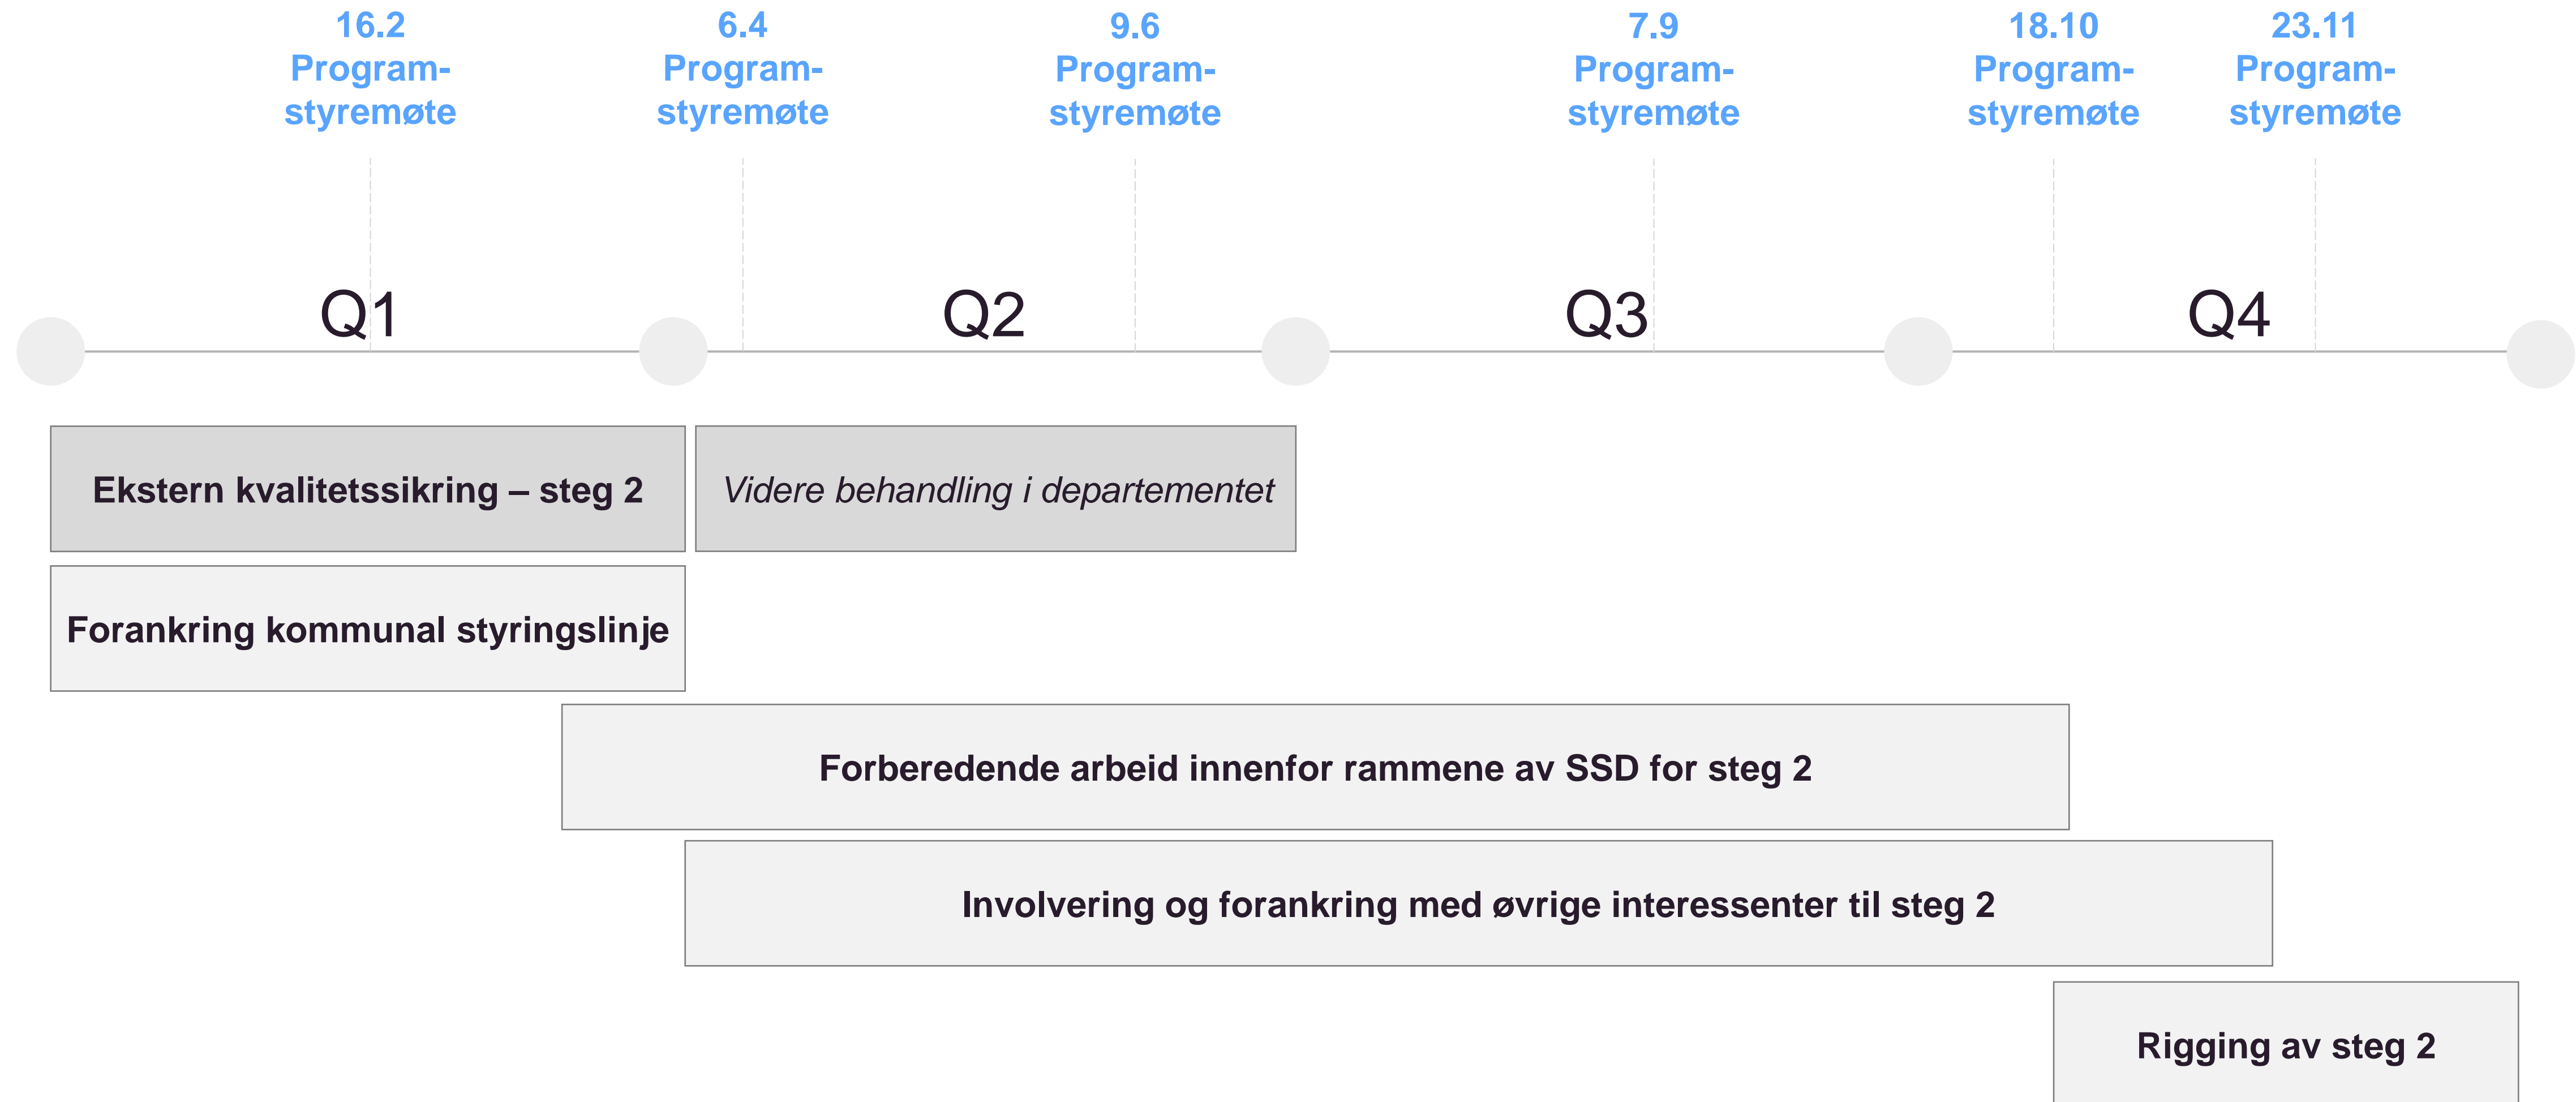 16.2
Program-
styremøte
6.4
Program-
styremøte
9.6
Program-
styremøte
7.9
Program-
styremøte
18.10
Program-
styremøte
23.11
Program-
styremøte
Q1
Q2
Q3
Q4
Ekstern kvalitetssikring – steg 2
Videre behandling i departementet
Forankring kommunal styringslinje
Forberedende arbeid innenfor rammene av SSD for steg 2
Involvering og forankring med øvrige interessenter til steg 2
Rigging av steg 2